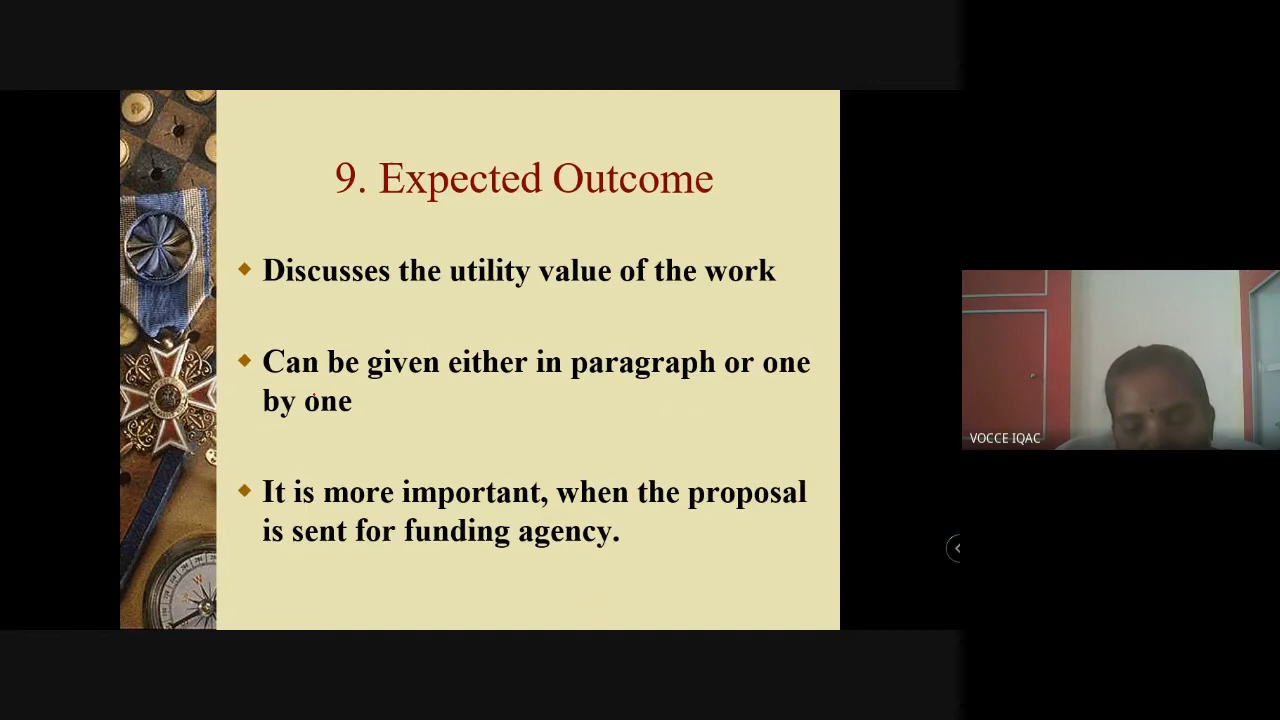 9. Expected Outcome
Discusses the utility value of the work
Can be given either in paragraph or one
by one
It is more important, when the proposal
is sent for funding agency.
VOCCE IQAC